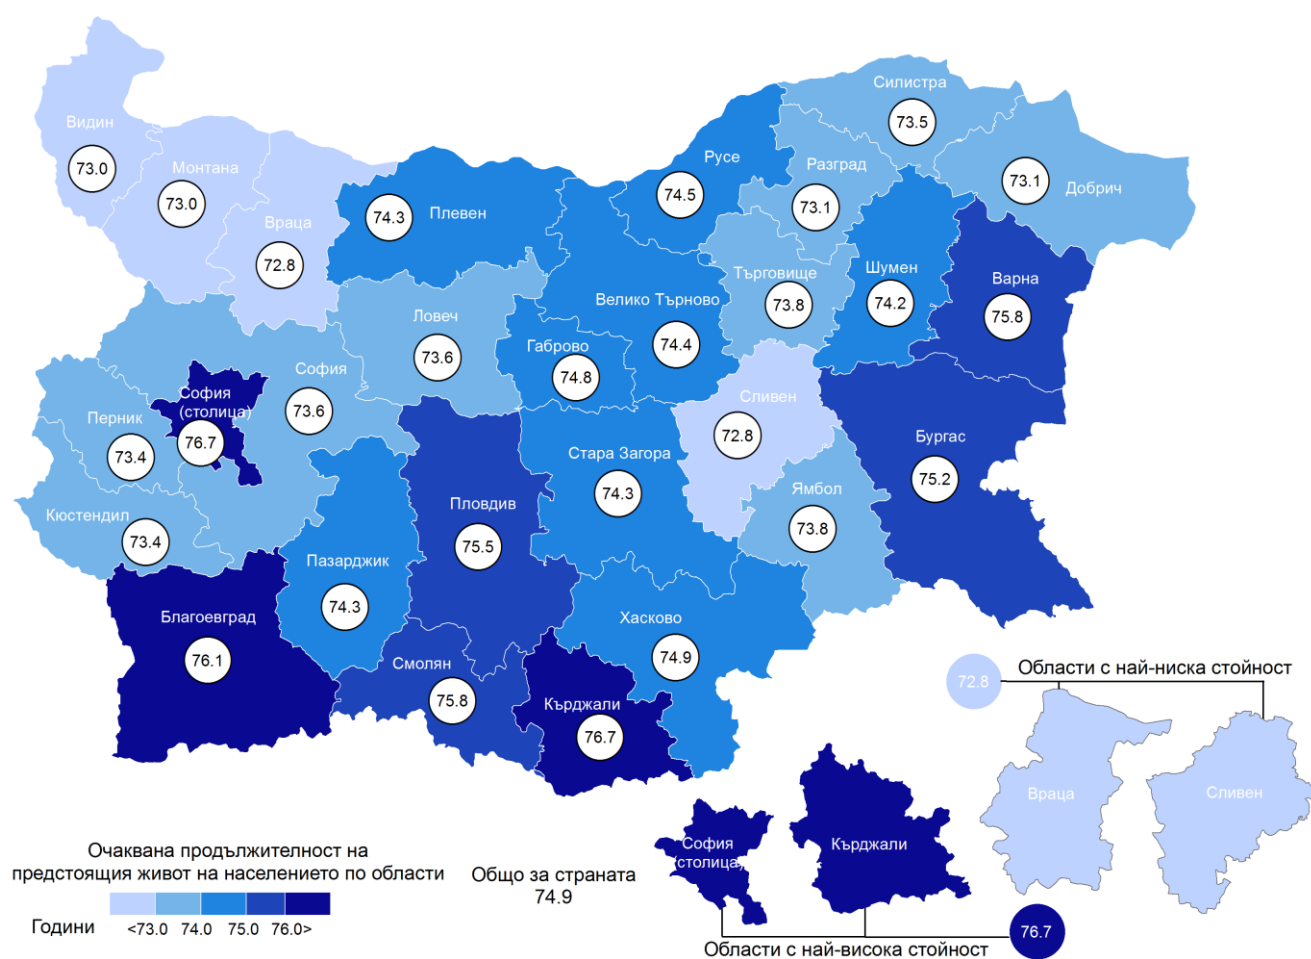 Видин
73.0
Монтана
73.0
Враца
72.8
74.3
Плевен
Русе
74.5
Силистра
73.5
Разград
73.1
73.1
Добрич
Търговище
73.8
Шумен
74.2
Варна
75.8
Велико Търново
74.4
Габрово
74.8
Ловеч
73.6
София
73.6
София
(столица)
76.7
Перник
73.4
Кюстендил
73.4
Сливен
72.8
Бургас
75.2
Ямбол
73.8
Стара Загора
74.3
Пловдив
75.5
Пазарджик
74.3
Благоевград
76.1
Смолян
75.8
Кърджали
76.7
Хасково
74.9
72.8
Области с най-ниска стойност
Враца
Сливен
София
(столица)
Кърджали
76.7
Области с най-висока стойност
Общо за страната
74.9
Очаквана продължителност на
предстоящия живот на населението по области
Години <73.0 74.0 75.0 76.0>